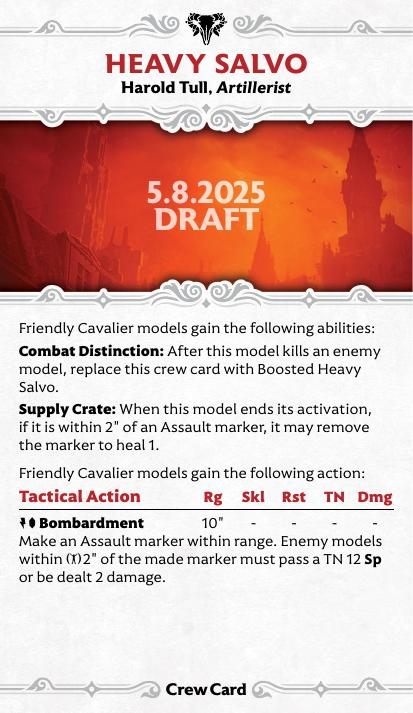 HEAVY SALVO
Harold Tull, Artillerist
5.8.2025
DRAFT
Friendly Cavalier models gain the following abilities:
Combat Distinction: After this model kills an enemy
model, replace this crew card with Boosted Heavy
Salvo.
Supply Crate: When this model ends its activation,
if it is within 2" of an Assault marker, it may remove
the marker to heal 1.
Friendly Cavalier models gain the following action:
Tactical Action Rg Skl Rst TN Dmg
Bombardment 10" - - - -
Make an Assault marker within range. Enemy models
within 2" of the made marker must pass a TN 12 Sp
or be dealt 2 damage.
Crew Card